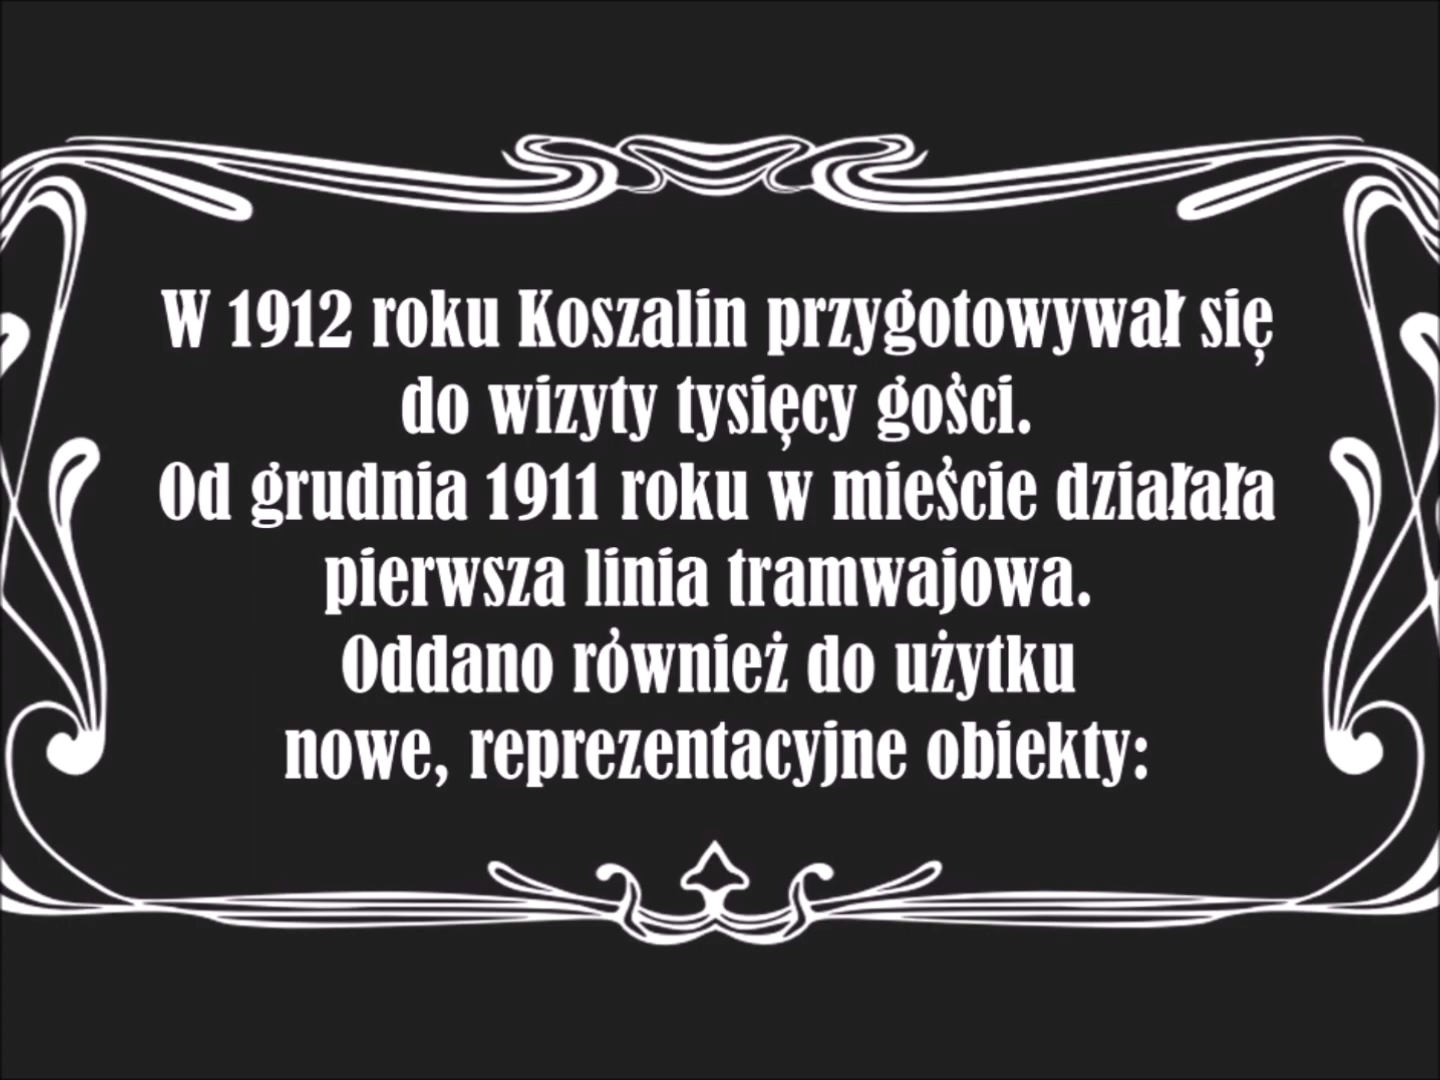 W 1912 roku Koszalin przygotowywał się
do wizyty tysięcy gości.
Od grudnia 1911 roku w mieście działała
pierwsza linia tramwajowa.
Oddano również do użytku
nowe, reprezentacyjne obiekty: